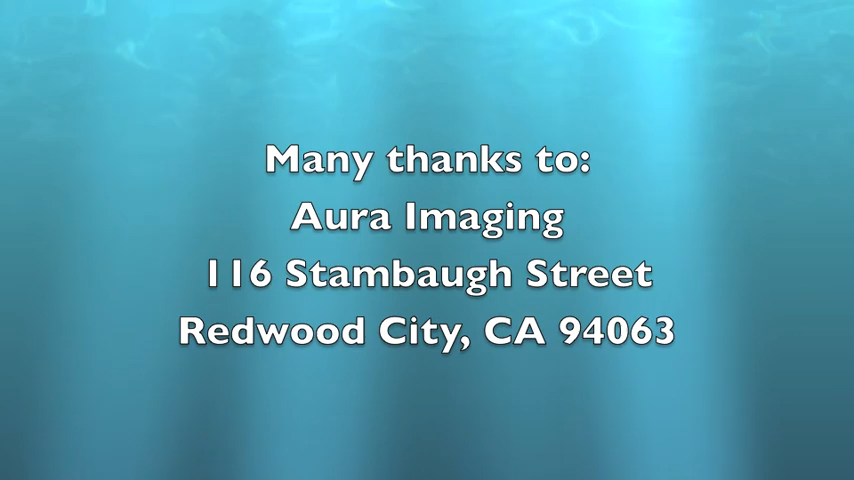 Many thanks to:
Aura Imaging
116 Stambaugh Street
Redwood City, CA 94063